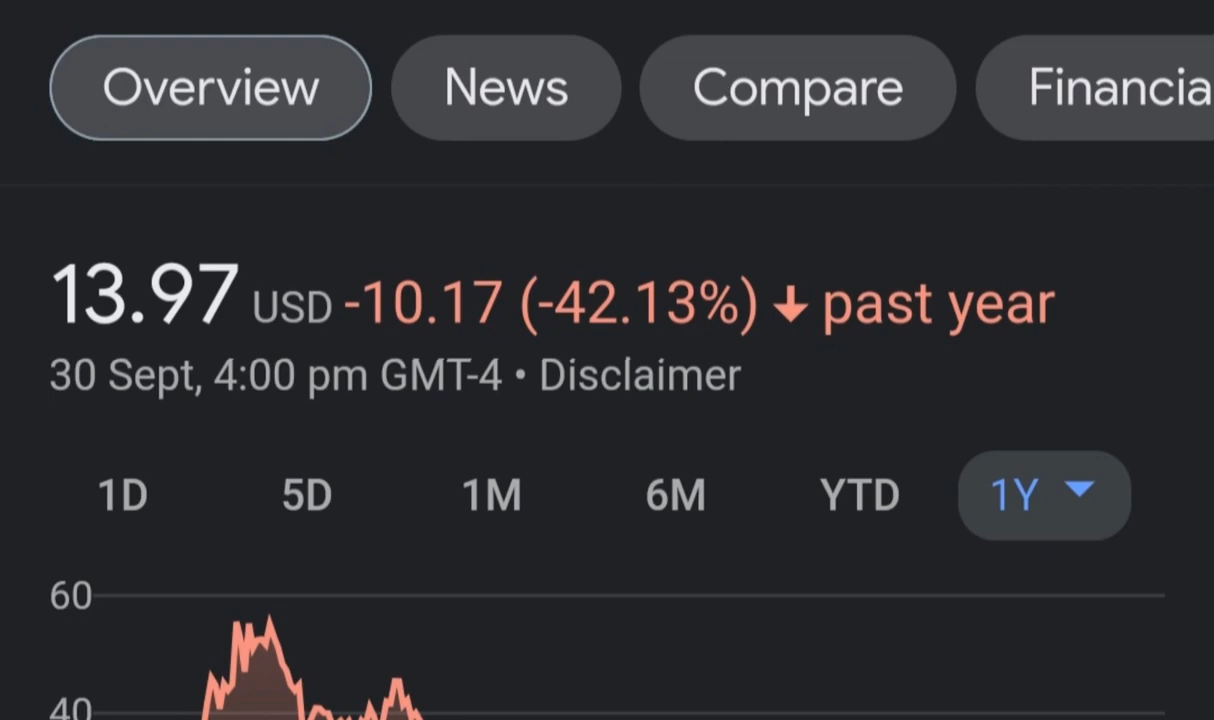 Overview News Compare Financia
13.97 USD -10.17 (-42.13%) ↓ past year
30 Sept, 4:00 pm GMT-4 • Disclaimer
1D 5D 1M 6M YTD 1Y
60
40